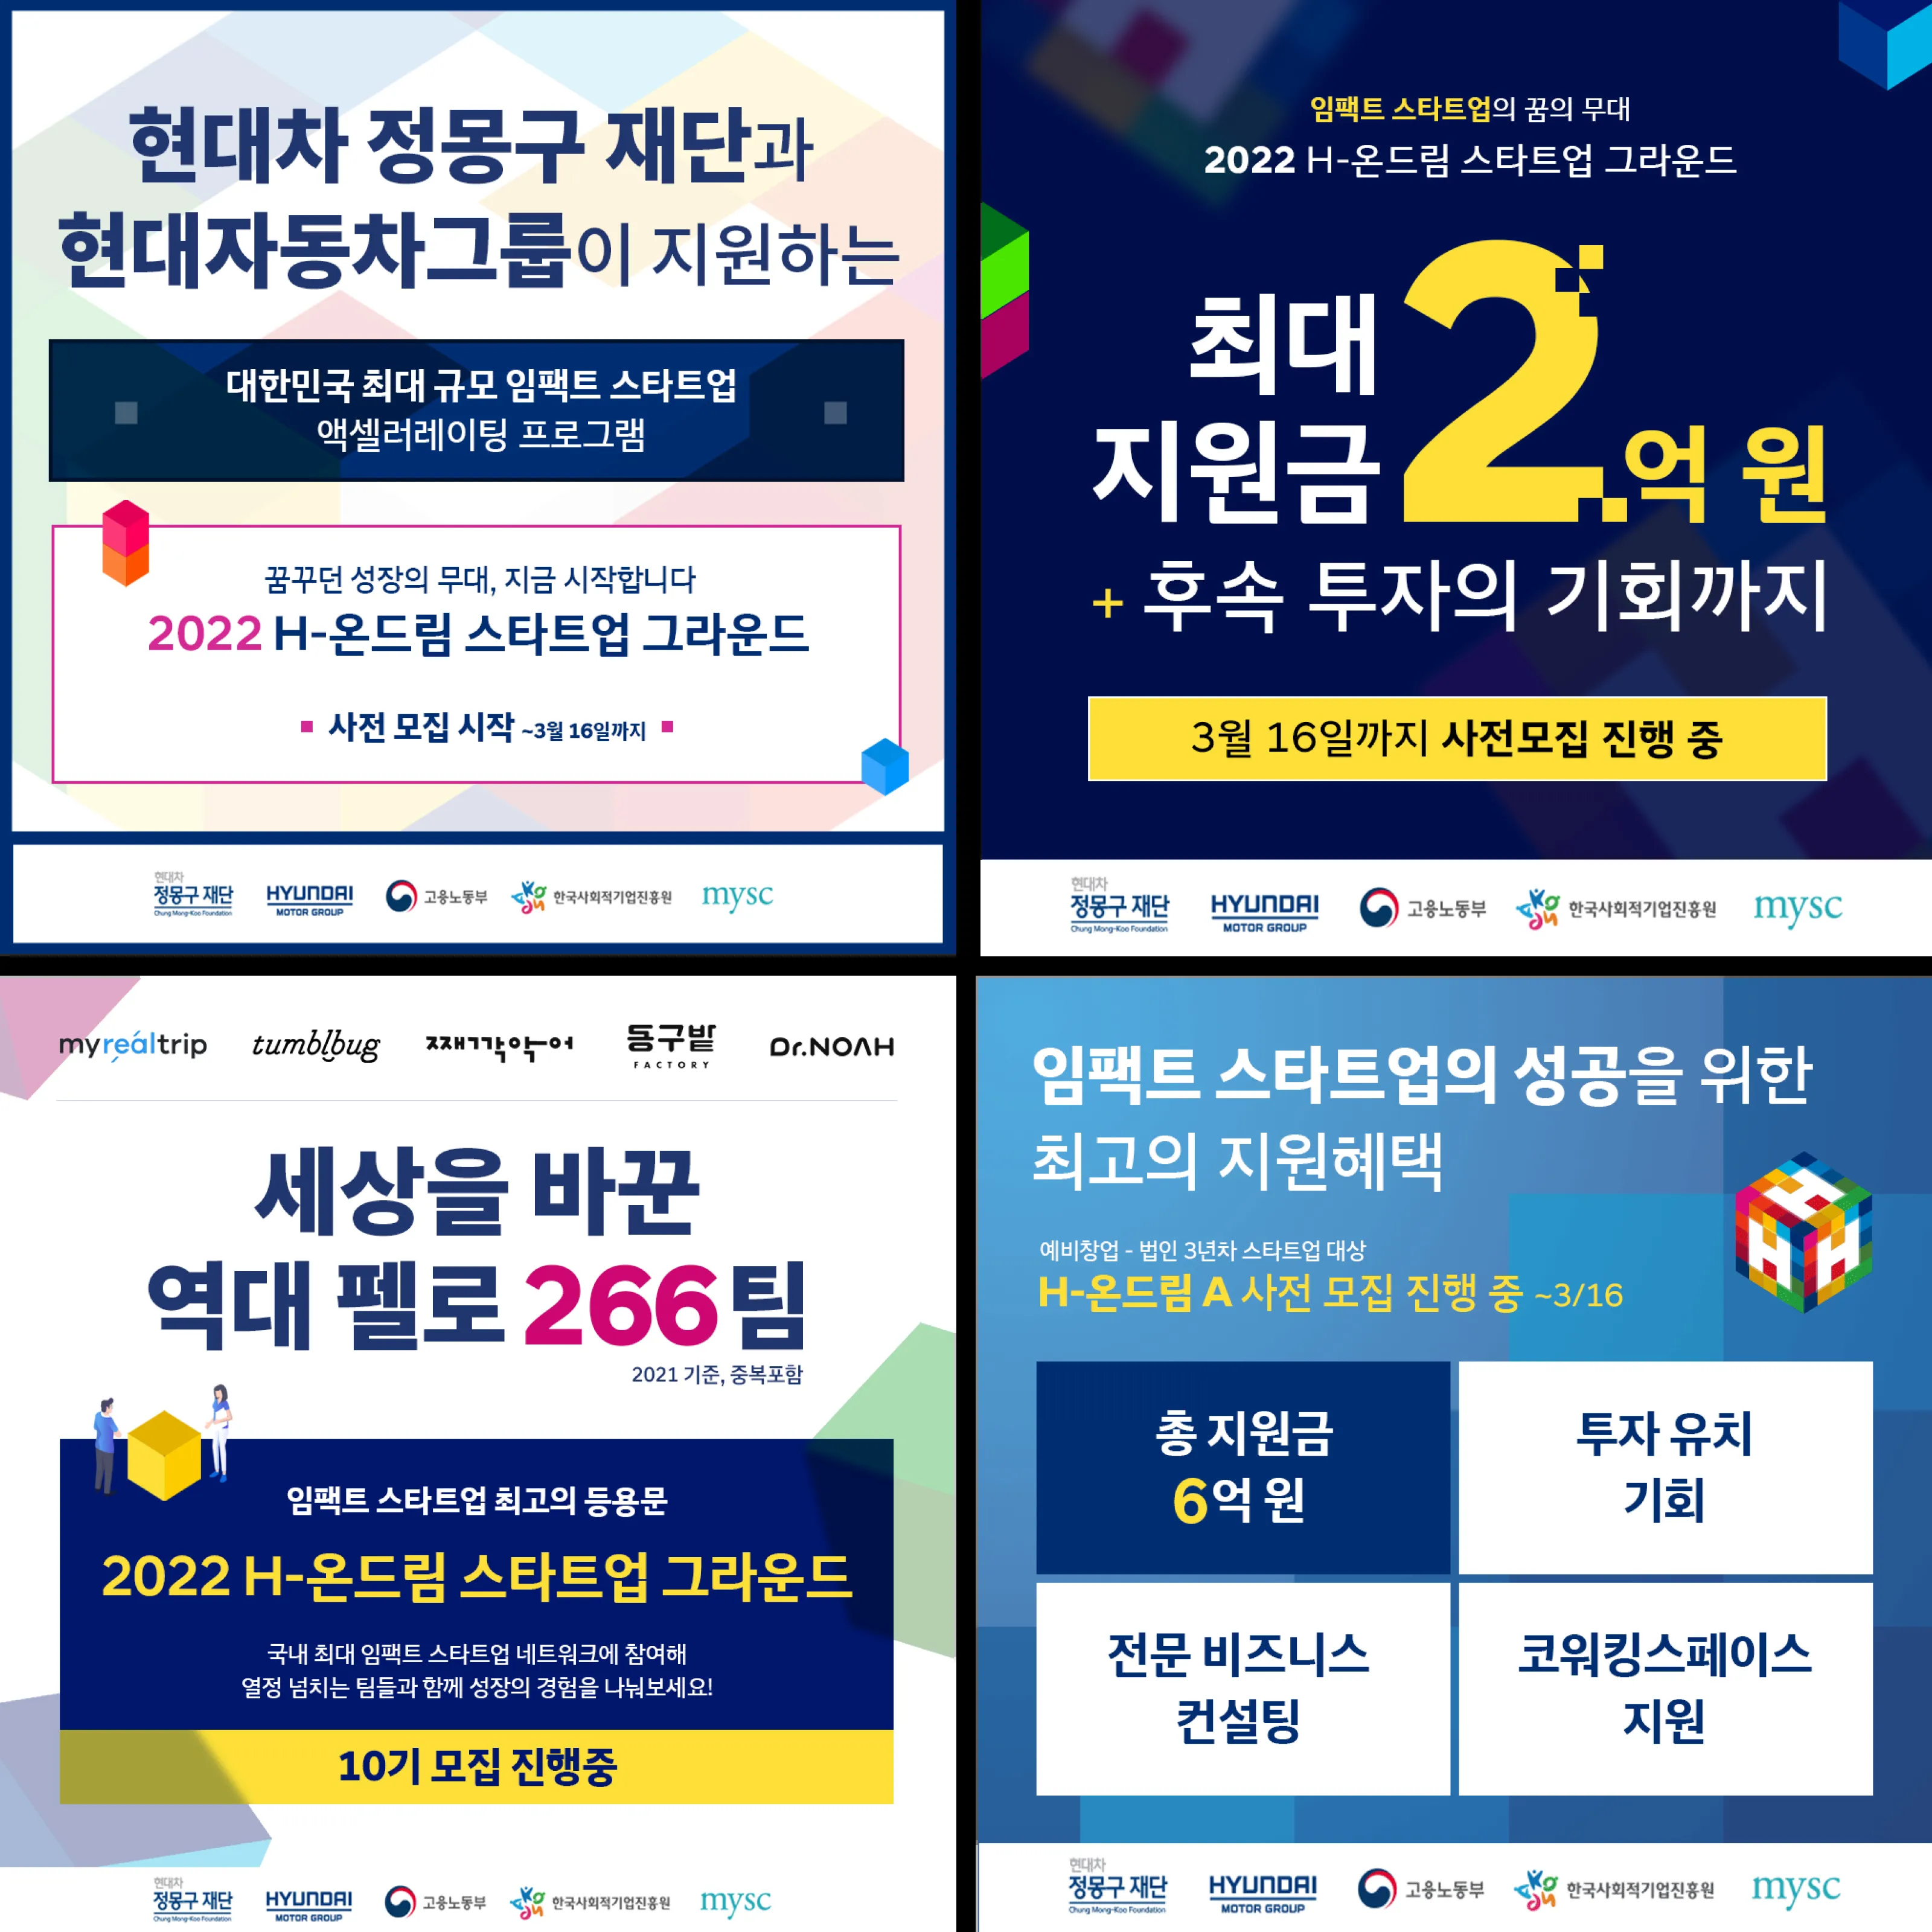 현대차 정몽구 재단과
현대자동차그룹이 지원하는
대한민국 최대 규모 임팩트 스타트업
액셀러레이팅 프로그램
꿈꾸던 성장의 무대, 지금 시작합니다
2022 H-온드림 스타트업 그라운드
사전 모집 시작 ~3월 16일까지
현대차
정몽구 재단
Chung Mong-Koo Foundation
HYUNDAI
MOTOR GROUP
고용노동부
한국사회적기업진흥원
mysc
임팩트 스타트업의 꿈의 무대
2022 H-온드림 스타트업 그라운드
최대
지원금 2억 원
+ 후속 투자의 기회까지
3월 16일까지 사전모집 진행 중
현대차
정몽구 재단
Chung Mong-Koo Foundation
HYUNDAI
MOTOR GROUP
고용노동부
한국사회적기업진흥원
mysc
myrealtrip
tumblbug
째깍악어
동구밭
FACTORY
Dr.NOAH
세상을 바꾼
역대 펠로 266팀
2021 기준, 중복포함
임팩트 스타트업 최고의 등용문
2022 H-온드림 스타트업 그라운드
국내 최대 임팩트 스타트업 네트워크에 참여해
열정 넘치는 팀들과 함께 성장의 경험을 나눠보세요!
10기 모집 진행중
현대차
정몽구 재단
Chung Mong-Koo Foundation
HYUNDAI
MOTOR GROUP
고용노동부
한국사회적기업진흥원
mysc
임팩트 스타트업의 성공을 위한
최고의 지원혜택
예비창업 - 법인 3년차 스타트업 대상
H-온드림 A 사전 모집 진행 중 ~3/16
H
H
H
총 지원금
6억 원
투자 유치
기회
전문 비즈니스
컨설팅
코워킹스페이스
지원
현대차
정몽구 재단
Chung Mong-Koo Foundation
HYUNDAI
MOTOR GROUP
고용노동부
한국사회적기업진흥원
mysc